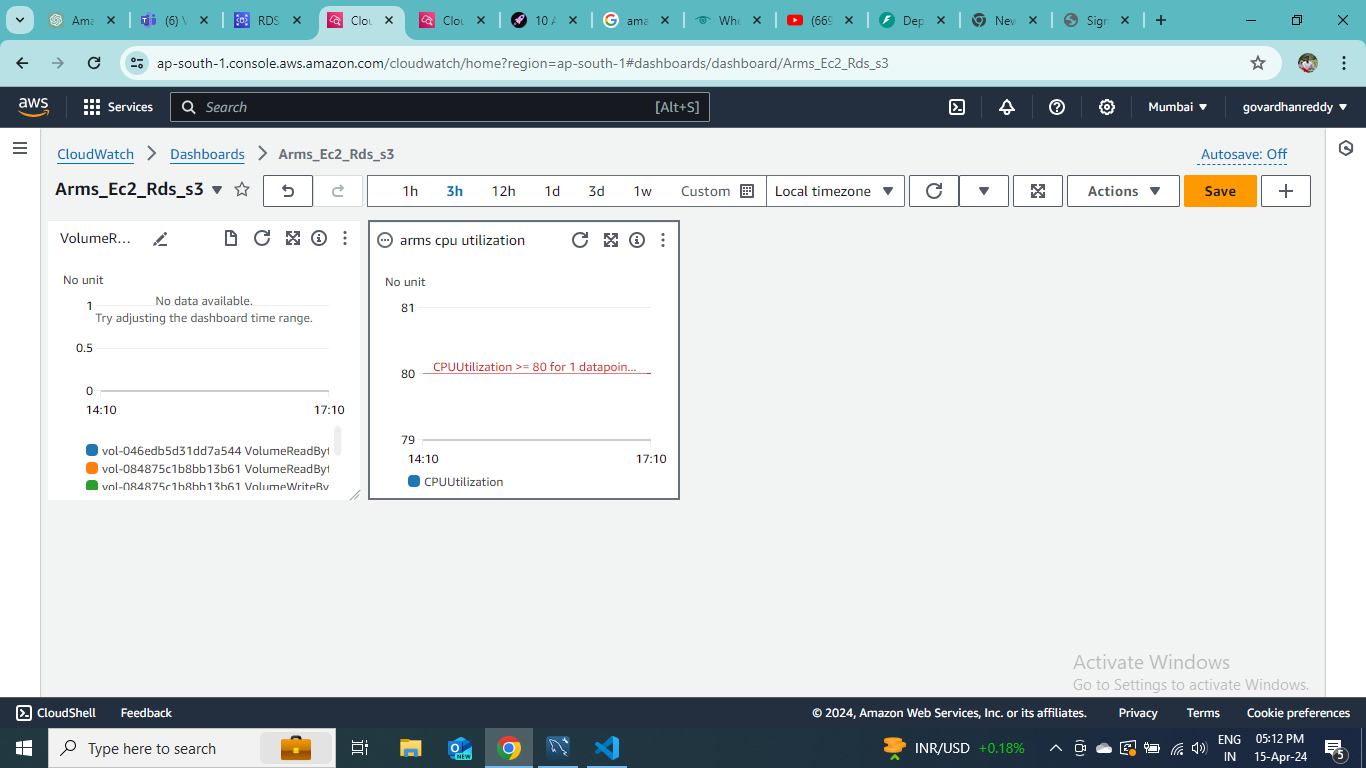 Ama
(6) V
RDS
Clou
Clou
10 A
ama
Whe
(669
Dep
New
Sign
ap-south-1.console.aws.amazon.com/cloudwatch/home?region=ap-south-1#dashboards/dashboard/Arms_Ec2_Rds_s3
aws
Services
Search
[Alt+S]
Mumbai
govardhanreddy
CloudWatch
Dashboards
Arms_Ec2_Rds_s3
Autosave: Off
Arms_Ec2_Rds_s3
1h
3h
12h
1d
3d
1w
Custom
Local timezone
Actions
Save
VolumeR...
No unit
1
No data available.
Try adjusting the dashboard time range.
0.5
0
14:10
17:10
vol-046edb5d31dd7a544 VolumeReadByt
vol-084875c1b8bb13b61 VolumeReadByt
vol-084875c1b8bb13b61 VolumeWriteBy
arms cpu utilization
No unit
81
CPUUtilization >= 80 for 1 datapoin...
80
79
14:10
17:10
CPUUtilization
Activate Windows
Go to Settings to activate Windows.
CloudShell
Feedback
© 2024, Amazon Web Services, Inc. or its affiliates.
Privacy
Terms
Cookie preferences
Type here to search
NEW
INR/USD +0.18%
ENG
IN
05:12 PM
15-Apr-24
5